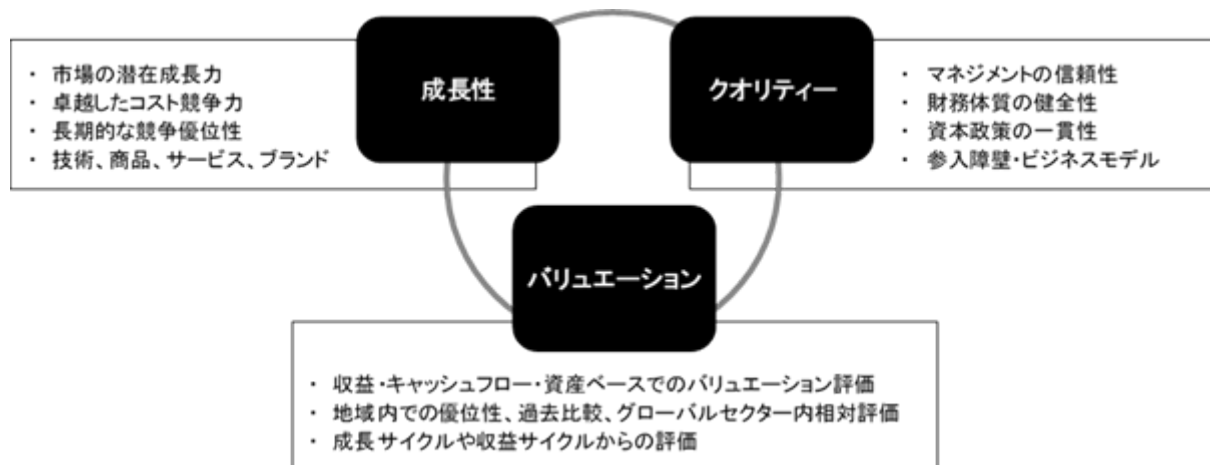 成長性
・ 市場の潜在成長力
・ 卓越したコスト競争力
・ 長期的な競争優位性
・ 技術、商品、サービス、ブランド
クオリティー
・ マネジメントの信頼性
・ 財務体質の健全性
・ 資本政策の一貫性
・ 参入障壁・ビジネスモデル
バリュエーション
・ 収益・キャッシュフロー・資産ベースでのバリュエーション評価
・ 地域内での優位性、過去比較、グローバルセクター内相対評価
・ 成長サイクルや収益サイクルからの評価